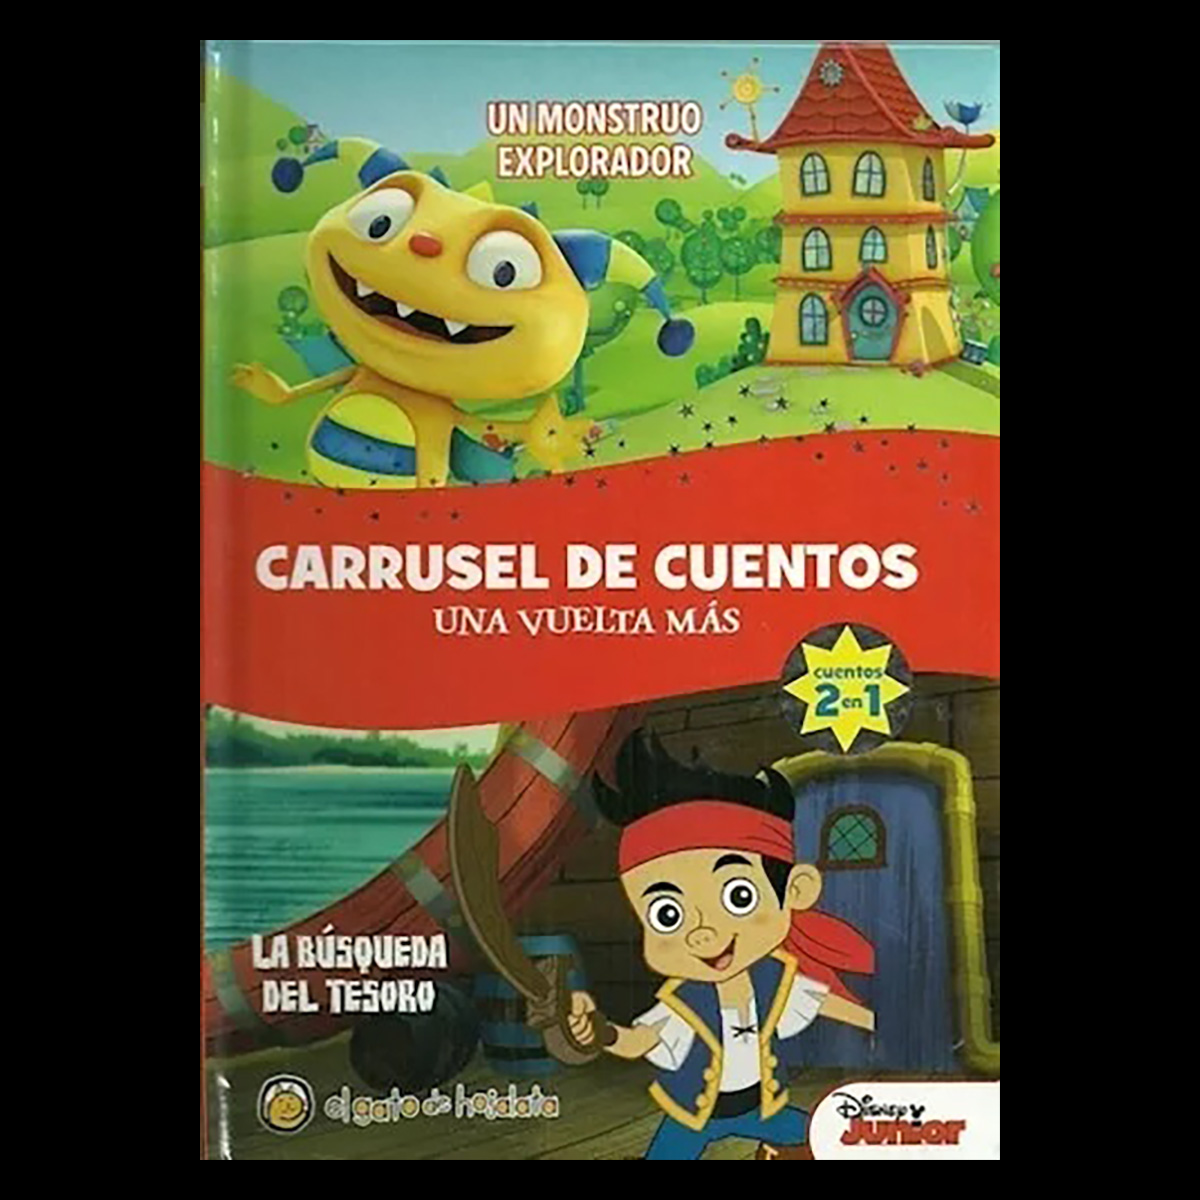 UN MONSTRUO
EXPLORADOR
CARRUSEL DE CUENTOS
UNA VUELTA MÁS
cuentos
2 en 1
LA BÚSQUEDA
DEL TESORO
el gato de hojalata
Disney
Junior